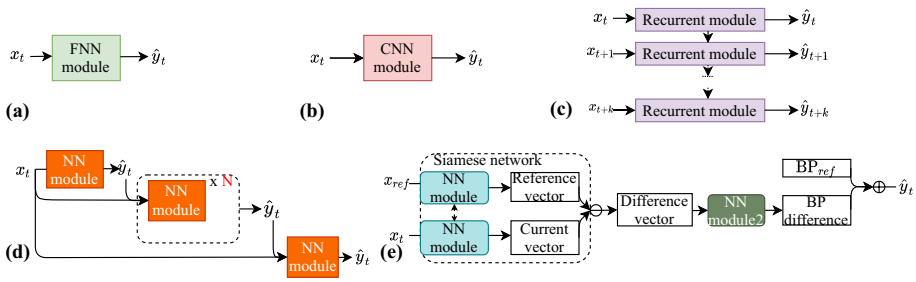 x_t
FNN
module
ŷ_t
(a)
x_t
CNN
module
ŷ_t
(b)
x_t
Recurrent module
ŷ_t
x_{t+1}
Recurrent module
ŷ_{t+1}
...
x_{t+k}
Recurrent module
ŷ_{t+k}
(c)
x_t
NN
module
ŷ_t
x N
NN
module
ŷ_t
NN
module
ŷ_t
(d)
Siamese network
x_{ref}
NN
module
Reference
vector
x_t
NN
module
Current
vector
Difference
vector
NN
module2
BP_{ref}
BP
difference
ŷ_t
(e)